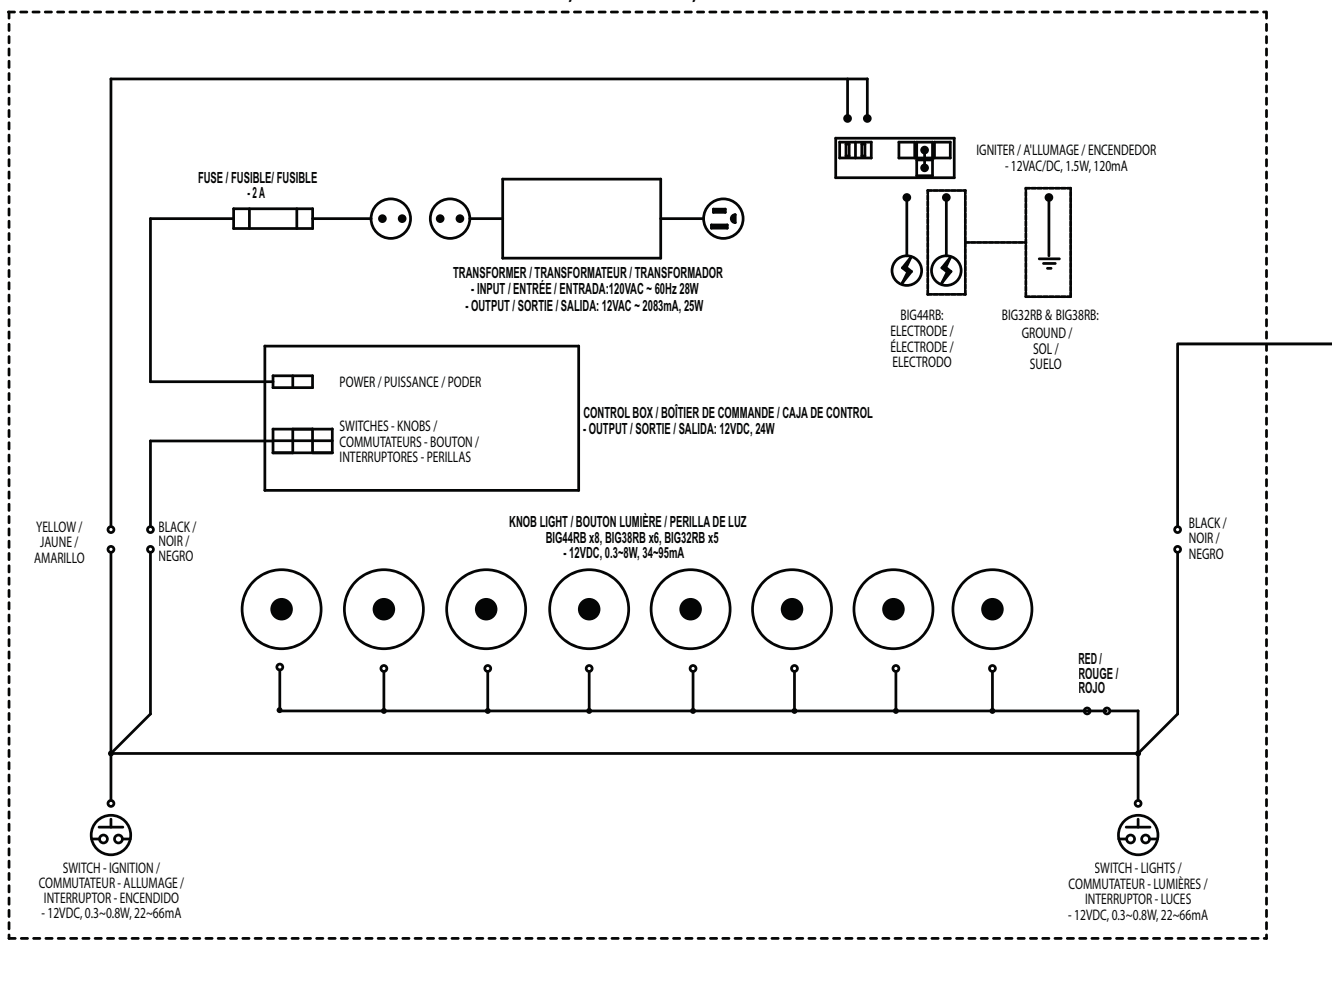 IGNITER / A'LLUMAGE / ENCENDEDOR
- 12VAC/DC, 1.5W, 120mA
FUSE / FUSIBLE/ FUSIBLE
- 2 A
TRANSFORMER / TRANSFORMATEUR / TRANSFORMADOR
- INPUT / ENTRÉE / ENTRADA:120VAC ~ 60Hz 28W
- OUTPUT / SORTIE / SALIDA: 12VAC ~ 2083mA, 25W
BIG44RB:
ELECTRODE /
ÉLECTRODE /
ELECTRODO
BIG32RB & BIG38RB:
GROUND /
SOL /
SUELO
POWER / PUISSANCE / PODER
SWITCHES - KNOBS /
COMMUTATEURS - BOUTON /
INTERRUPTORES - PERILLAS
CONTROL BOX / BOÎTIER DE COMMANDE / CAJA DE CONTROL
- OUTPUT / SORTIE / SALIDA: 12VDC, 24W
YELLOW /
JAUNE /
AMARILLO
BLACK /
NOIR /
NEGRO
KNOB LIGHT / BOUTON LUMIÈRE / PERILLA DE LUZ
BIG44RB x8, BIG38RB x6, BIG32RB x5
- 12VDC, 0.3~8W, 34~95mA
BLACK /
NOIR /
NEGRO
RED /
ROUGE /
ROJO
SWITCH - IGNITION /
COMMUTATEUR - ALLUMAGE /
INTERRUPTOR - ENCENDIDO
- 12VDC, 0.3~0.8W, 22~66mA
SWITCH - LIGHTS /
COMMUTATEUR - LUMIÈRES /
INTERRUPTOR - LUCES
- 12VDC, 0.3~0.8W, 22~66mA